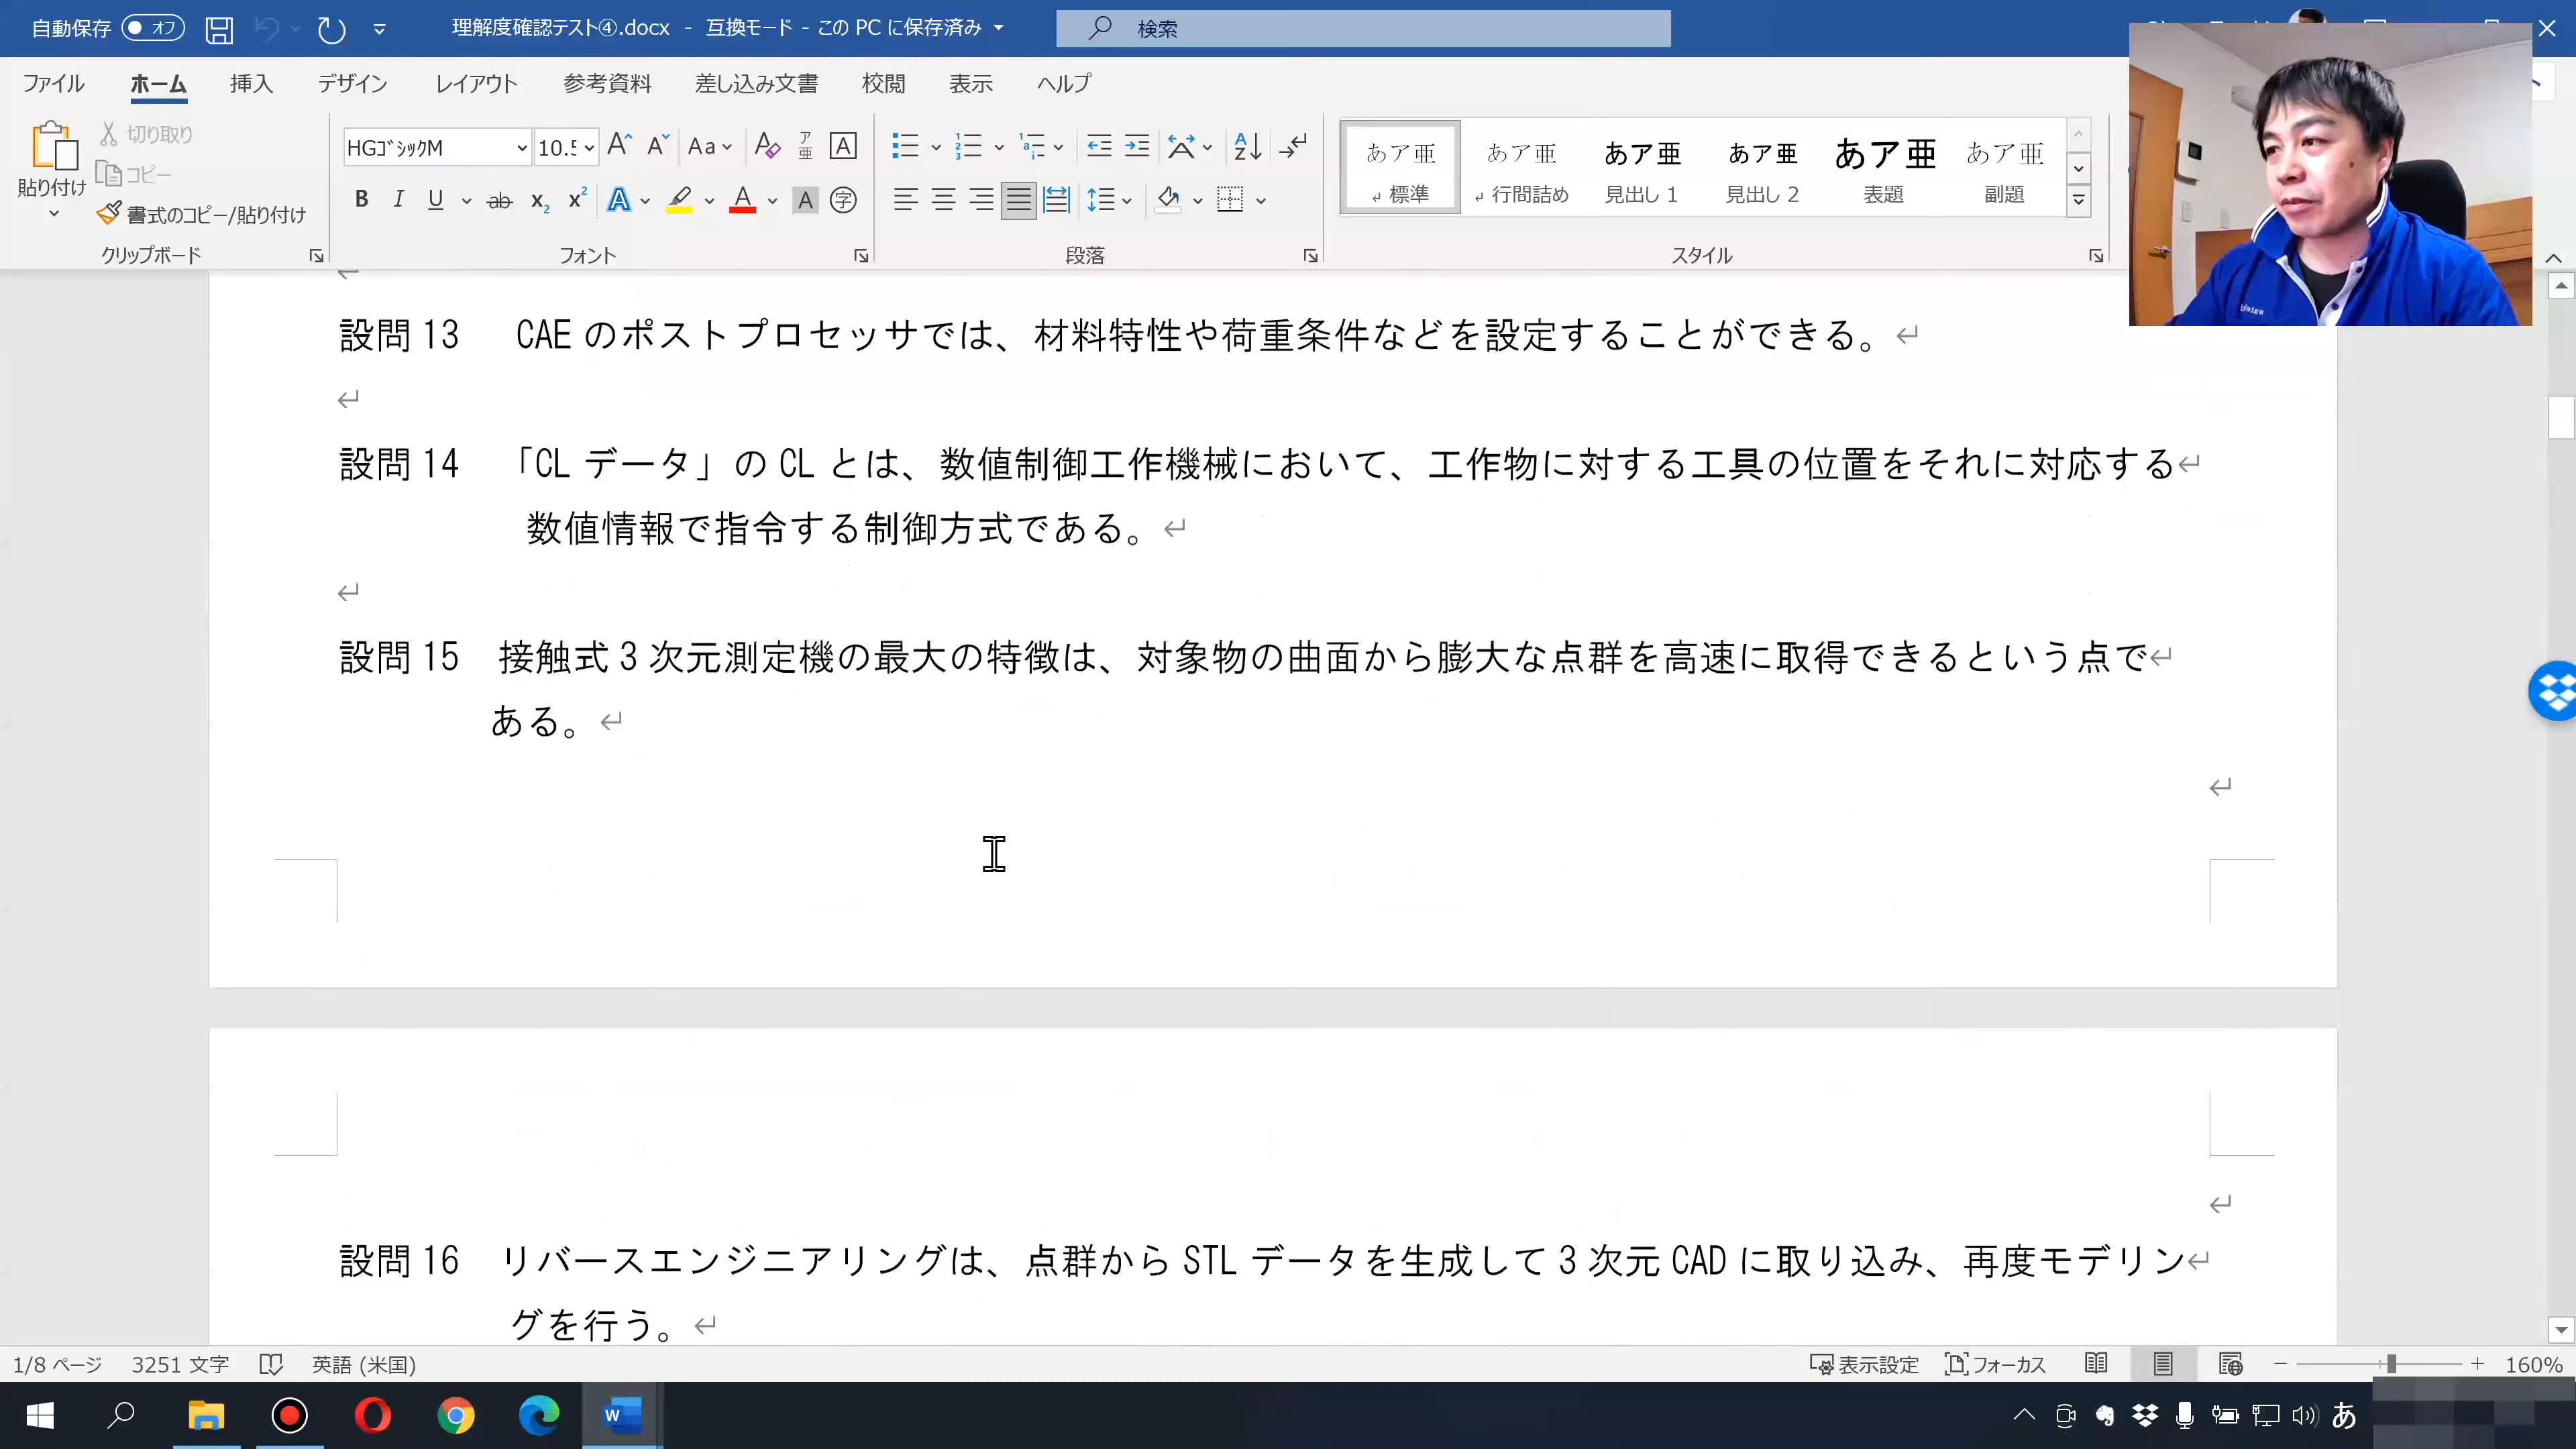 自動保存 オフ 理解度確認テスト④.docx - 互換モード - この PC に保存済み 検索
ファイル ホーム 挿入 デザイン レイアウト 参考資料 差し込み文書 校閲 表示 ヘルプ
貼り付け 切り取り コピー 書式のコピー/貼り付け
HGｺﾞｼｯｸM 10.5
あア亜 あア亜 あア亜 あア亜 あア亜 あア亜
標準 行間詰め 見出し 1 見出し 2 表題 副題
クリップボード フォント 段落 スタイル
設問 13 CAE のポストプロセッサでは、材料特性や荷重条件などを設定することができる。
設問 14 「CL データ」の CL とは、数値制御工作機械において、工作物に対する工具の位置をそれに対応する
数値情報で指令する制御方式である。
設問 15 接触式 3 次元測定機の最大の特徴は、対象物の曲面から膨大な点群を高速に取得できるという点で
ある。
設問 16 リバースエンジニアリングは、点群から STL データを生成して 3 次元 CAD に取り込み、再度モデリン
グを行う。
1/8 ページ 3251 文字 英語 (米国) 表示設定 フォーカス 160%
あ